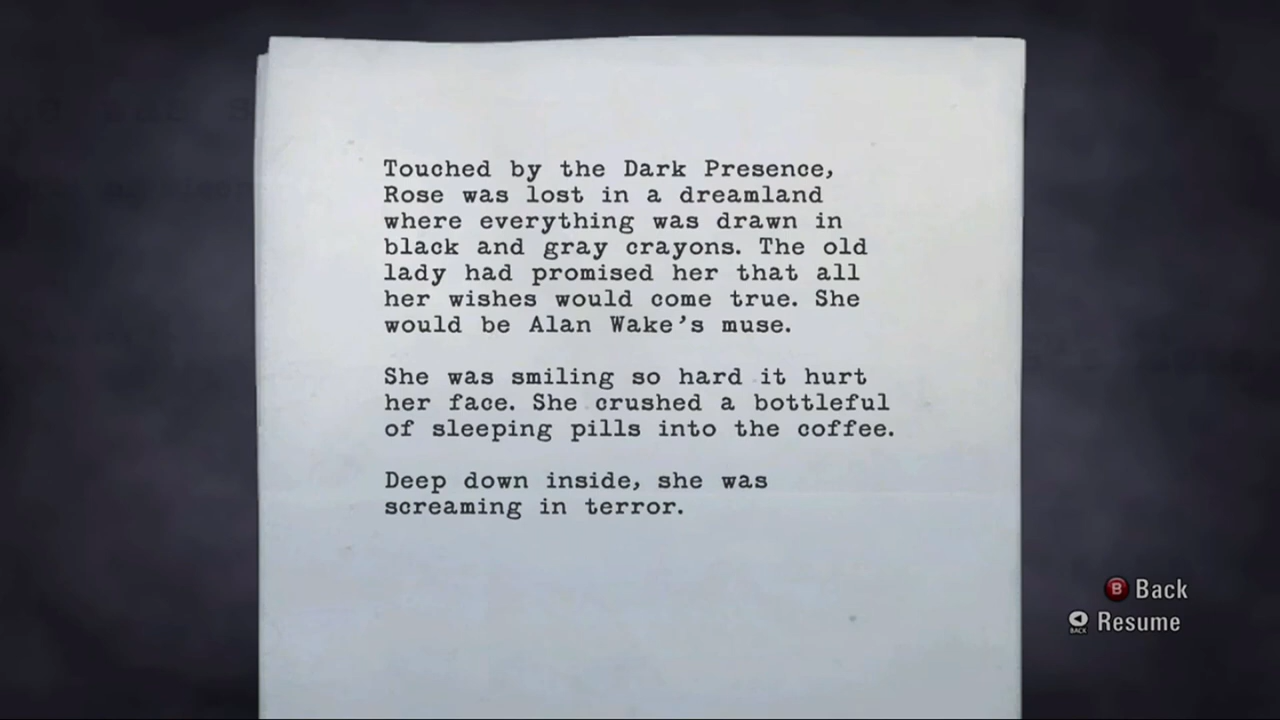 Touched by the Dark Presence,
Rose was lost in a dreamland
where everything was drawn in
black and gray crayons. The old
lady had promised her that all
her wishes would come true. She
would be Alan Wake's muse.
She was smiling so hard it hurt
her face. She crushed a bottleful
of sleeping pills into the coffee.
Deep down inside, she was
screaming in terror.
B Back
BACK Resume